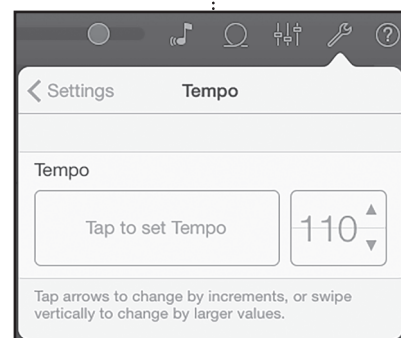 ?
Settings
Tempo
Tempo
Tap to set Tempo
110
Tap arrows to change by increments, or swipe
vertically to change by larger values.